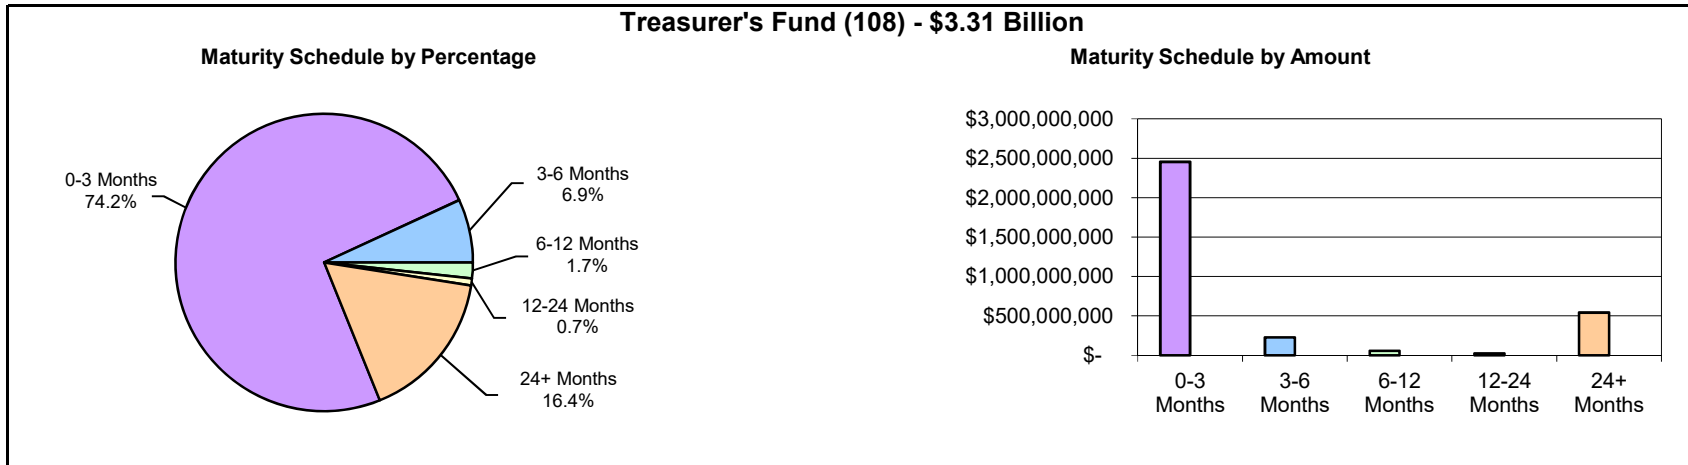 Treasurer's Fund (108) - $3.31 Billion
Maturity Schedule by Percentage
0-3 Months
74.2%
3-6 Months
6.9%
6-12 Months
1.7%
12-24 Months
0.7%
24+ Months
16.4%
Maturity Schedule by Amount
$3,000,000,000
$2,500,000,000
$2,000,000,000
$1,500,000,000
$1,000,000,000
$500,000,000
$-
0-3
Months
3-6
Months
6-12
Months
12-24
Months
24+
Months